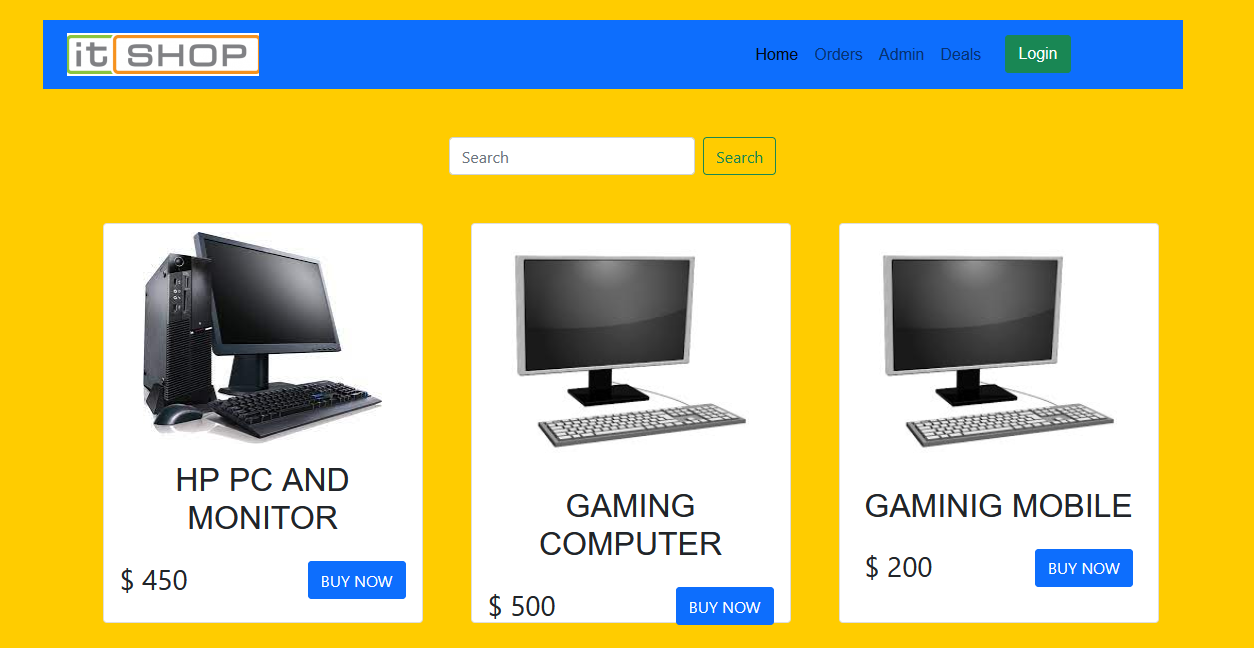 it SHOP
Home Orders Admin Deals Login
Search Search
HP PC AND
MONITOR
$ 450 BUY NOW
GAMING
COMPUTER
$ 500 BUY NOW
GAMINIG MOBILE
$ 200 BUY NOW